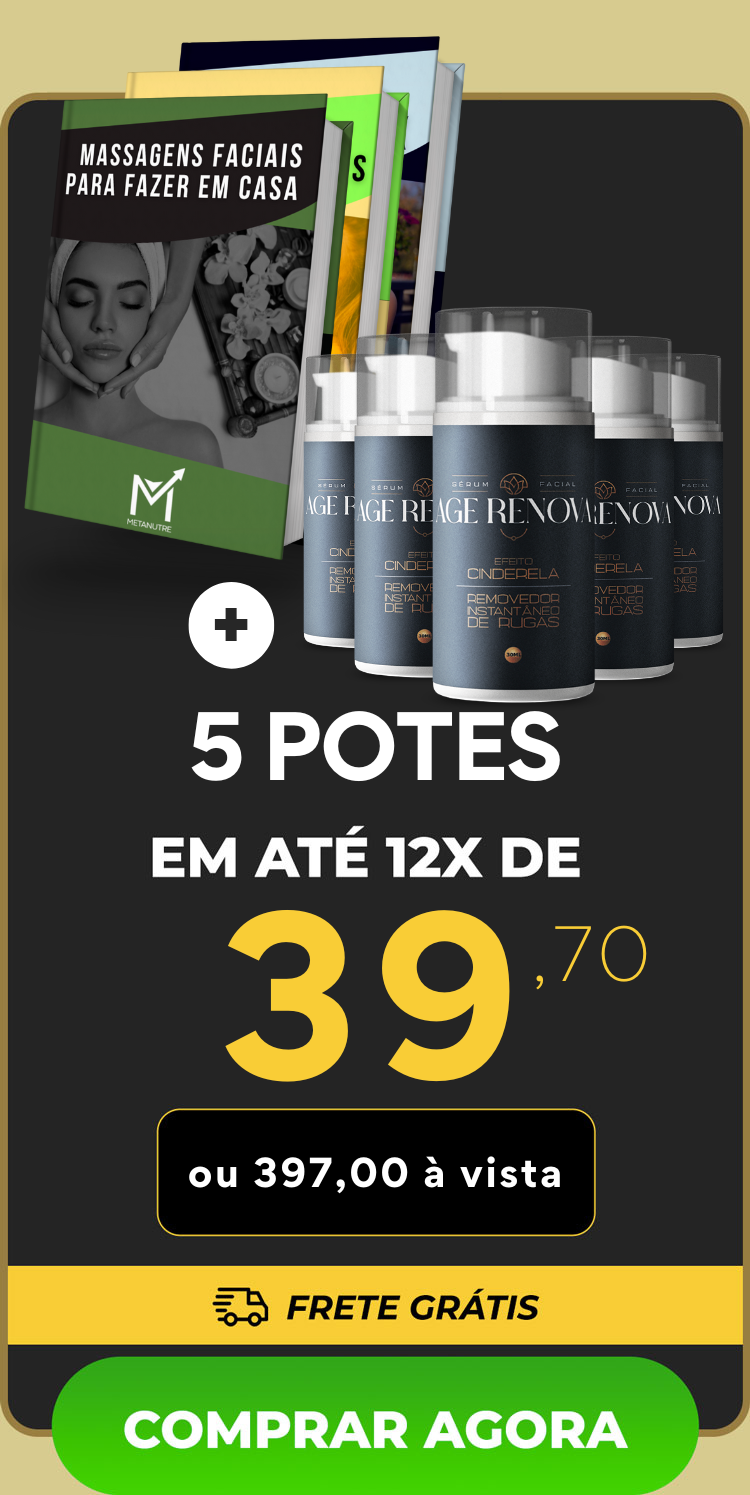 MASSAGENS FACIAIS
PARA FAZER EM CASA
S
METANUTRE
SÉRUM FACIAL
AGE RENOVA
EFEITO
CINDERELA
REMOVEDOR
INSTANTÂNEO
DE RUGAS
30ML
+
5 POTES
EM ATÉ 12X DE
39,70
ou 397,00 à vista
FRETE GRÁTIS
COMPRAR AGORA